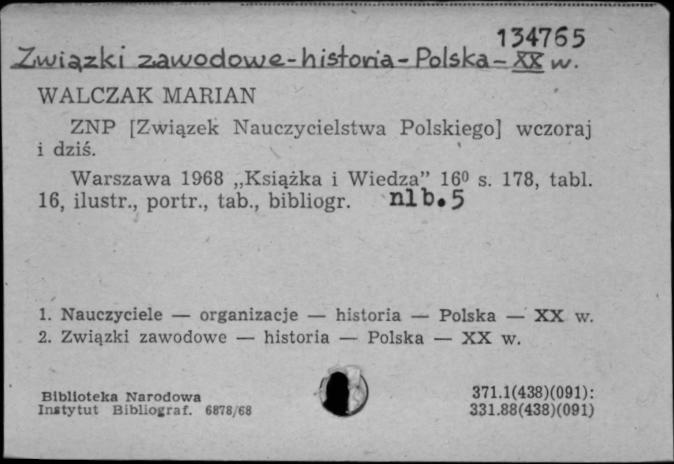 134765
Związki zawodowe - historia - Polska - XX w.
WALCZAK MARIAN
ZNP [Związek Nauczycielstwa Polskiego] wczoraj
i dziś.
Warszawa 1968 „Książka i Wiedza” 16⁰ s. 178, tabl.
16, ilustr., portr., tab., bibliogr. nlb. 5
1. Nauczyciele — organizacje — historia — Polska — XX w.
2. Związki zawodowe — historia — Polska — XX w.
Biblioteka Narodowa 371.1(438)(091):
Instytut Bibliograf. 6878/68 331.88(438)(091)